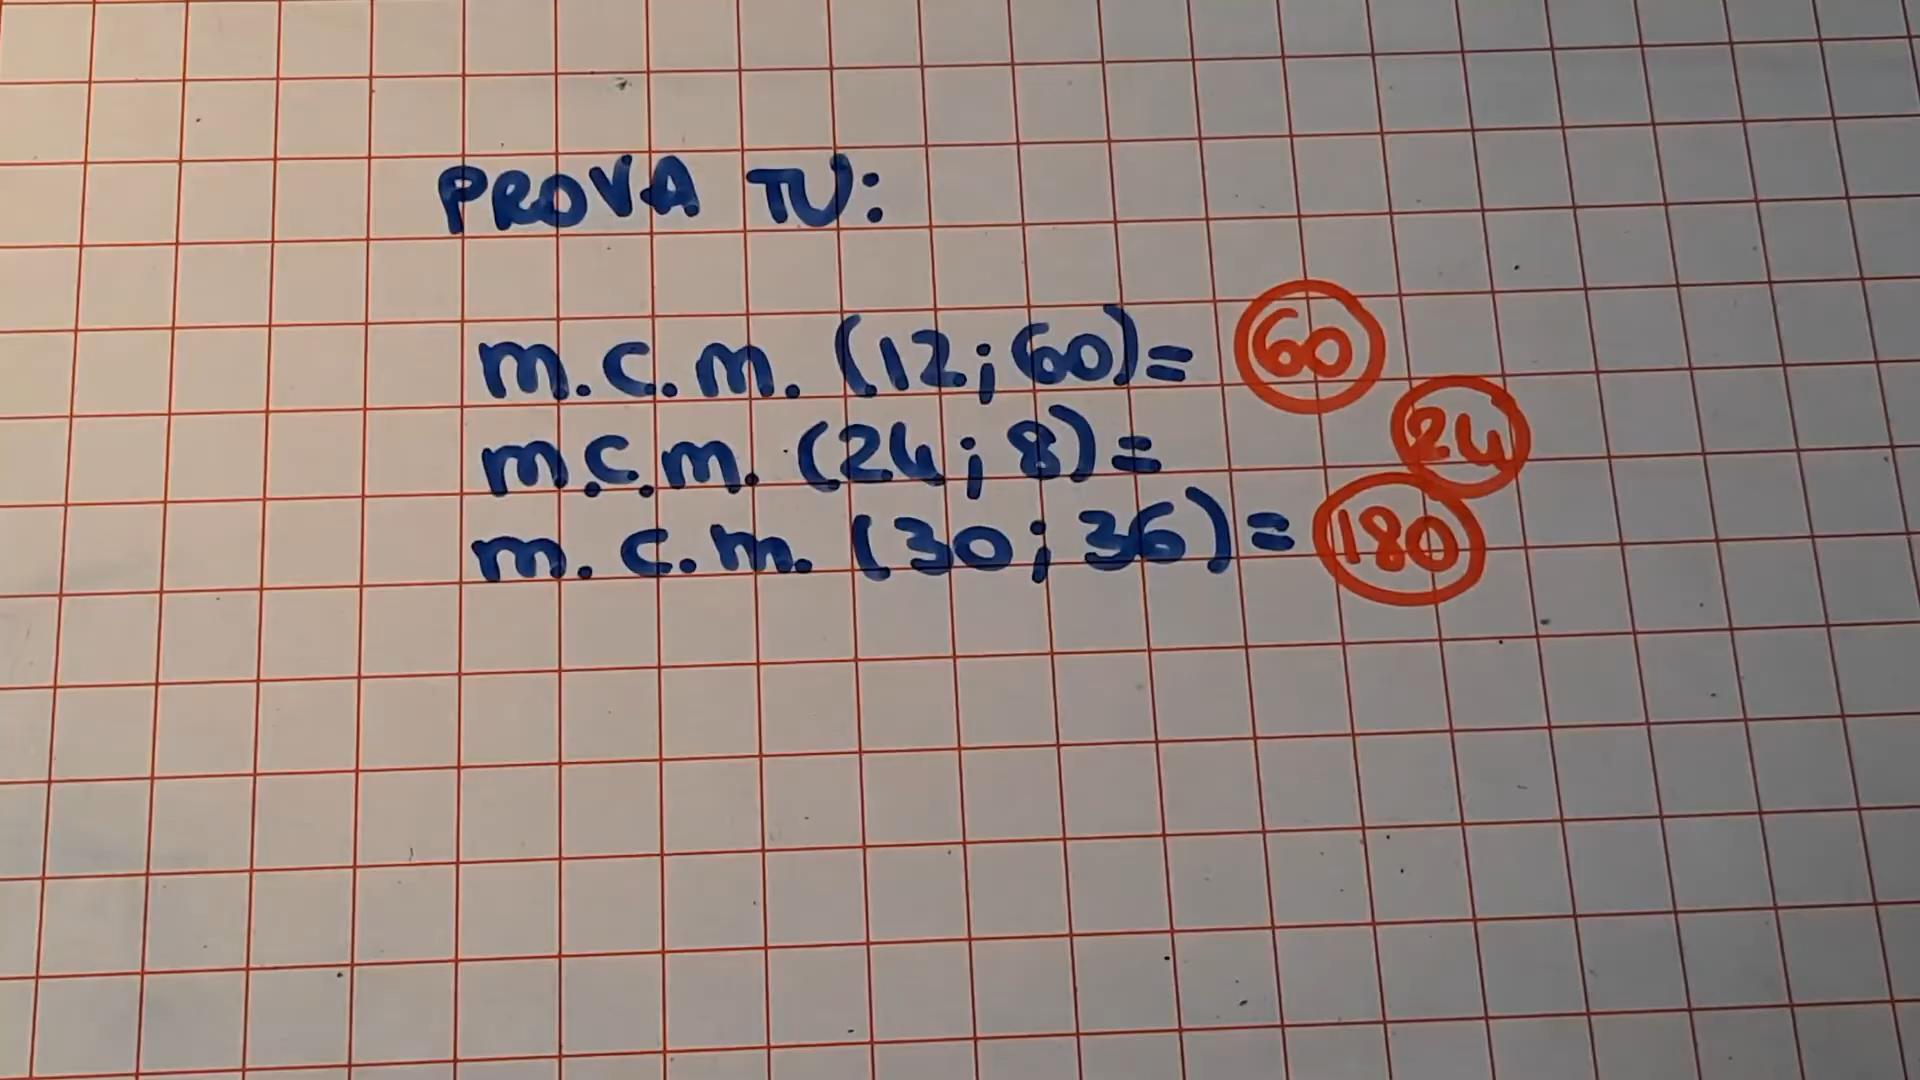 PROVA TU:
m.c.m. (12; 60)= 60
m.c.m. (24; 8)= 24
m.c.m. (30; 36)= 180